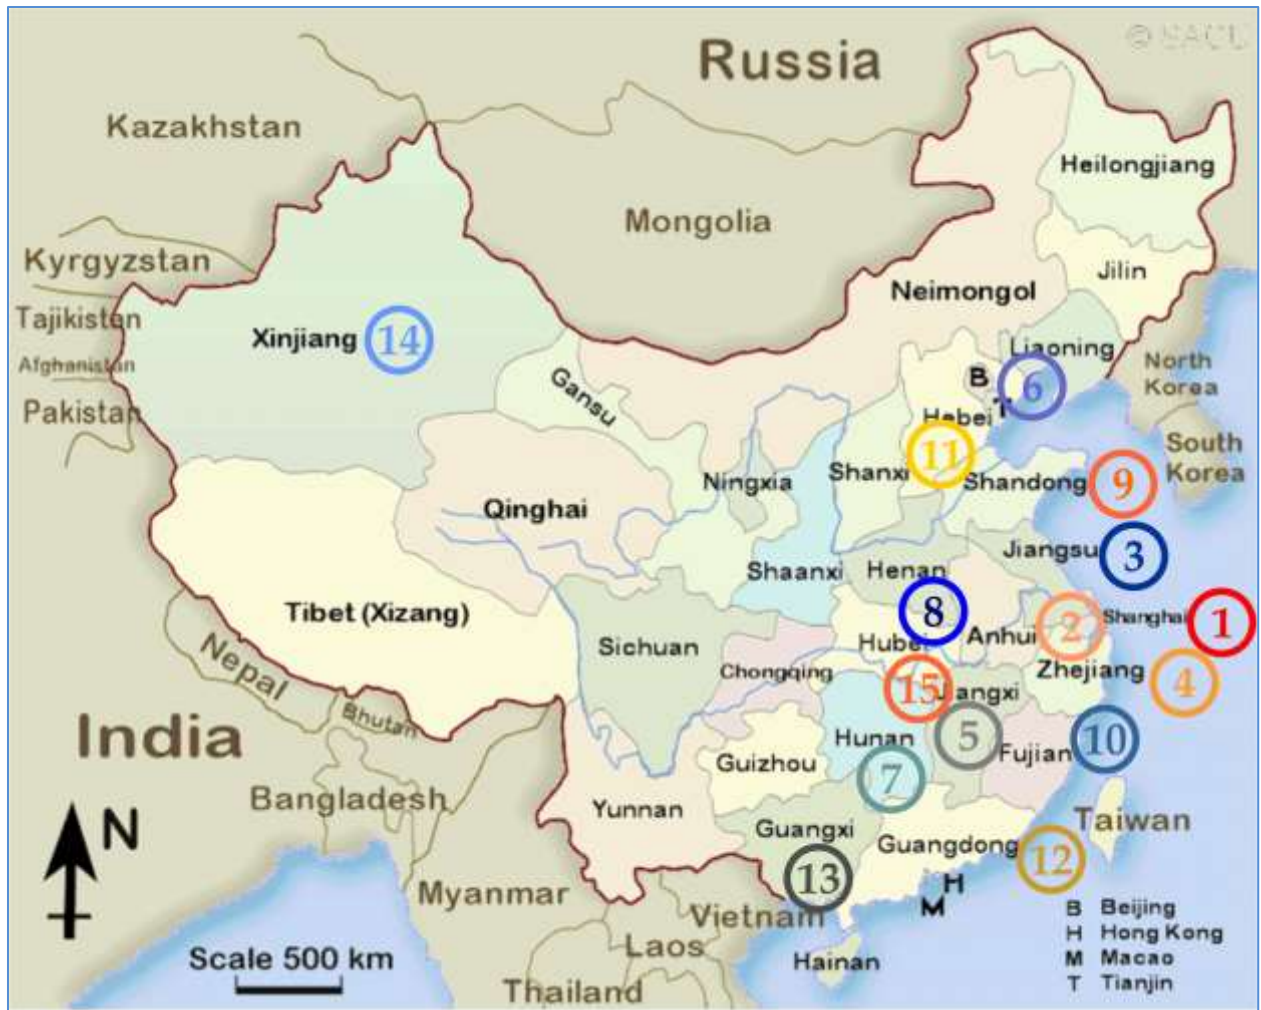 © SACU
Russia
Kazakhstan
Heilongjiang
Mongolia
Kyrgyzstan
Jilin
Neimongol
Tajikistan
Xinjiang 14
Liaoning
Afghanistan
North
Korea
B
6
Gansu
Pakistan
T
Hebei
South
Korea
11
Shanxi
Ningxia
Shandong 9
Qinghai
Jiangsu 3
Shaanxi
Henan
Tibet (Xizang)
8
2
Shanghai 1
Anhui
Hubei
Sichuan
Nepal
Chongqing
Zhejiang 4
15
Jiangxi
Bhutan
India
Hunan
5
Fujian 10
Guizhou
7
Bangladesh
Yunnan
N
Guangxi
Taiwan
Guangdong 12
13
Myanmar
H
M
Vietnam
Laos
Scale 500 km
Hainan
Thailand
B Beijing
H Hong Kong
M Macao
T Tianjin